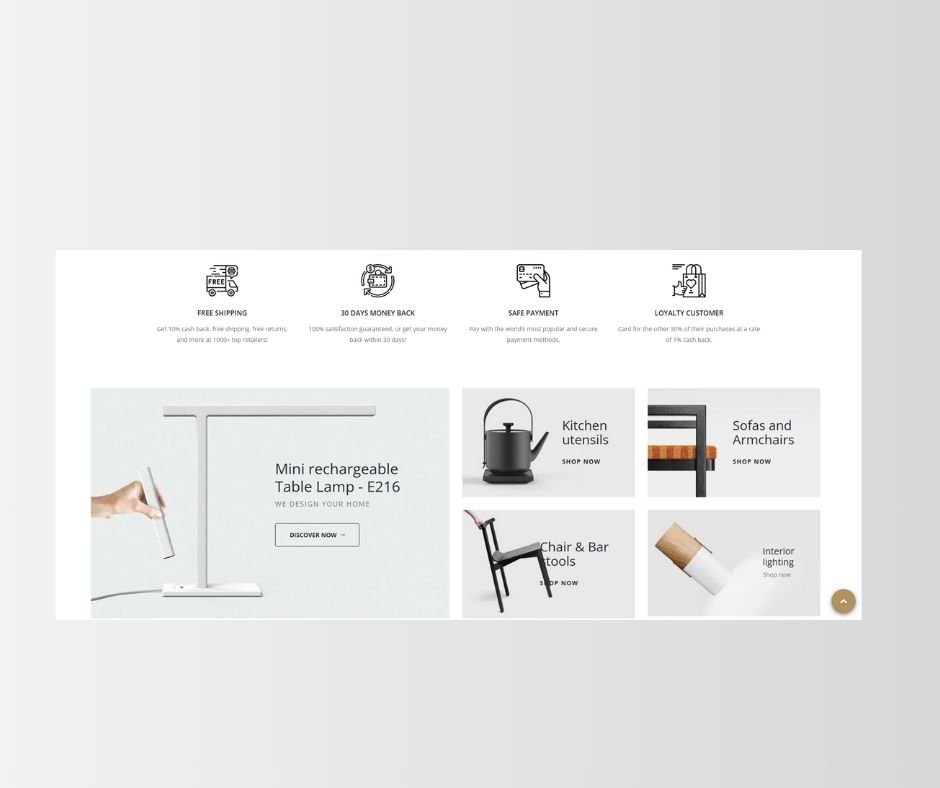 FREE
FREE SHIPPING
Get 10% cash back, free shipping, free returns,
and more at 1000+ top retailers!
30 DAYS MONEY BACK
100% satisfaction guaranteed, or get your money
back within 30 days!
SAFE PAYMENT
Pay with the world's most popular and secure
payment methods.
LOYALTY CUSTOMER
Card for the other 30% of their purchases at a rate
of 1% cash back.
Mini rechargeable
Table Lamp - E216
WE DESIGN YOUR HOME
DISCOVER NOW →
Kitchen
utensils
SHOP NOW
Sofas and
Armchairs
SHOP NOW
Chair & Bar
stools
SHOP NOW
Interior
lighting
Shop now